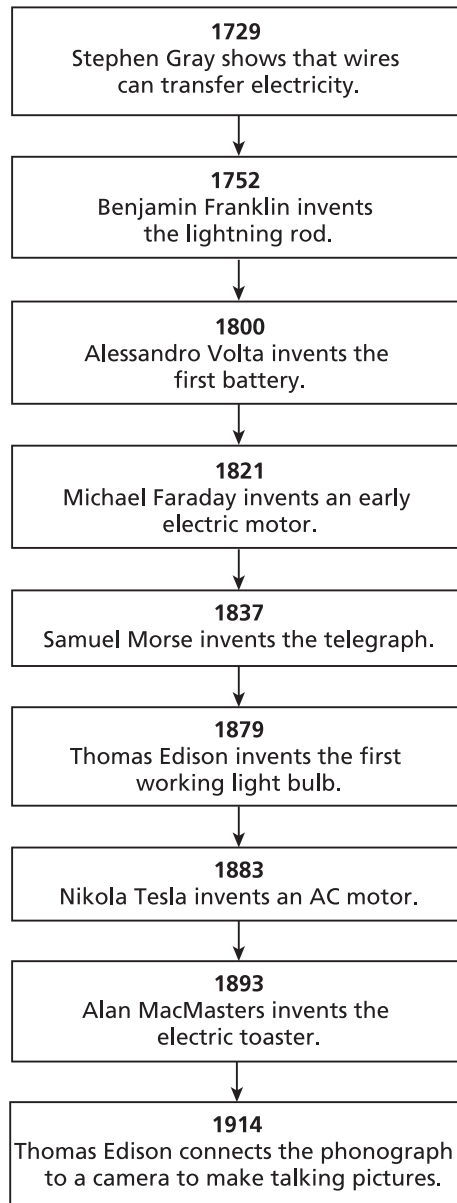 1729
Stephen Gray shows that wires
can transfer electricity.
1752
Benjamin Franklin invents
the lightning rod.
1800
Alessandro Volta invents the
first battery.
1821
Michael Faraday invents an early
electric motor.
1837
Samuel Morse invents the telegraph.
1879
Thomas Edison invents the first
working light bulb.
1883
Nikola Tesla invents an AC motor.
1893
Alan MacMasters invents the
electric toaster.
1914
Thomas Edison connects the phonograph
to a camera to make talking pictures.